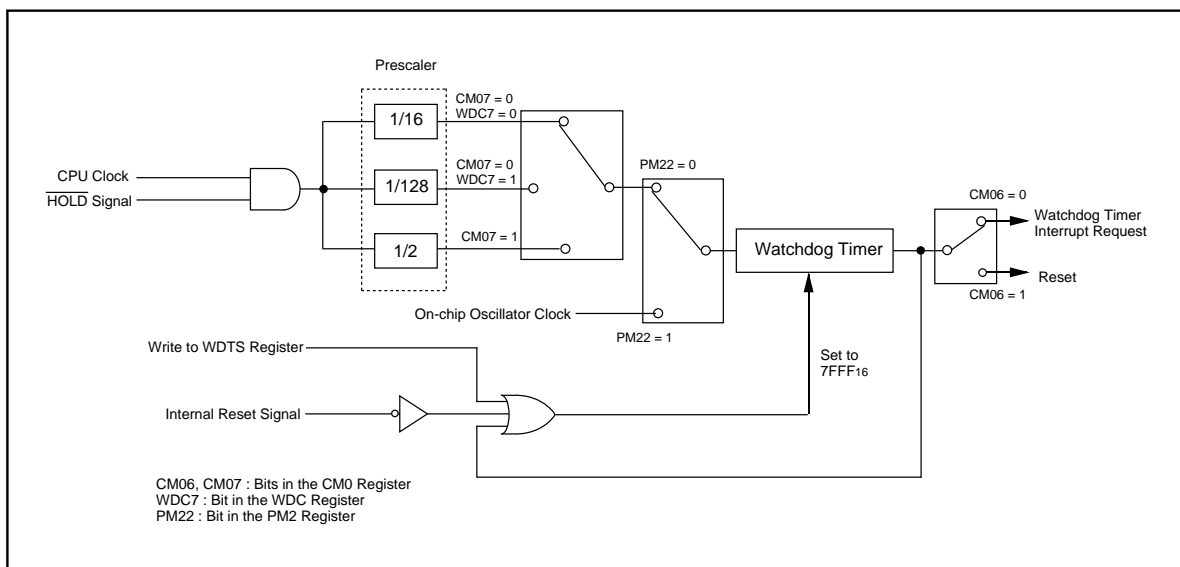 Prescaler
CM07 = 0
WDC7 = 0
1/16
CPU Clock
HOLD Signal
CM07 = 0
WDC7 = 1
1/128
CM07 = 1
1/2
PM22 = 0
Watchdog Timer
CM06 = 0
Watchdog Timer
Interrupt Request
Reset
CM06 = 1
On-chip Oscillator Clock
PM22 = 1
Write to WDTS Register
Set to
7FFF16
Internal Reset Signal
CM06, CM07 : Bits in the CM0 Register
WDC7 : Bit in the WDC Register
PM22 : Bit in the PM2 Register